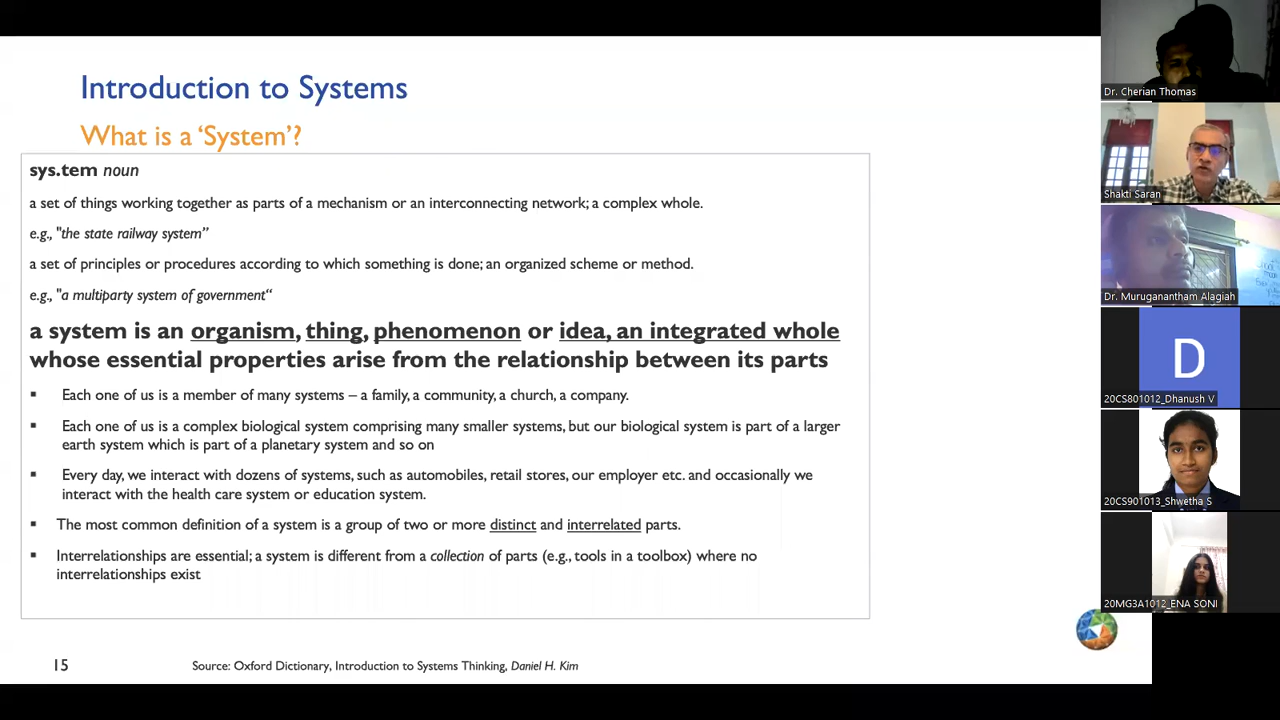 Introduction to Systems
What is a ‘System’?
sys.tem noun
a set of things working together as parts of a mechanism or an interconnecting network; a complex whole.
e.g., "the state railway system”
a set of principles or procedures according to which something is done; an organized scheme or method.
e.g., "a multiparty system of government“
a system is an organism, thing, phenomenon or idea, an integrated whole
whose essential properties arise from the relationship between its parts
▪ Each one of us is a member of many systems – a family, a community, a church, a company.
▪ Each one of us is a complex biological system comprising many smaller systems, but our biological system is part of a larger
earth system which is part of a planetary system and so on
▪ Every day, we interact with dozens of systems, such as automobiles, retail stores, our employer etc. and occasionally we
interact with the health care system or education system.
▪ The most common definition of a system is a group of two or more distinct and interrelated parts.
▪ Interrelationships are essential; a system is different from a collection of parts (e.g., tools in a toolbox) where no
interrelationships exist
15
Source: Oxford Dictionary, Introduction to Systems Thinking, Daniel H. Kim
Dr. Cherian Thomas
Shakti Saran
Dr. Muruganantham Alagiah
D
20CS801012_Dhanush V
20CS901013_Shwetha S
20MG3A1012_ENA SONI